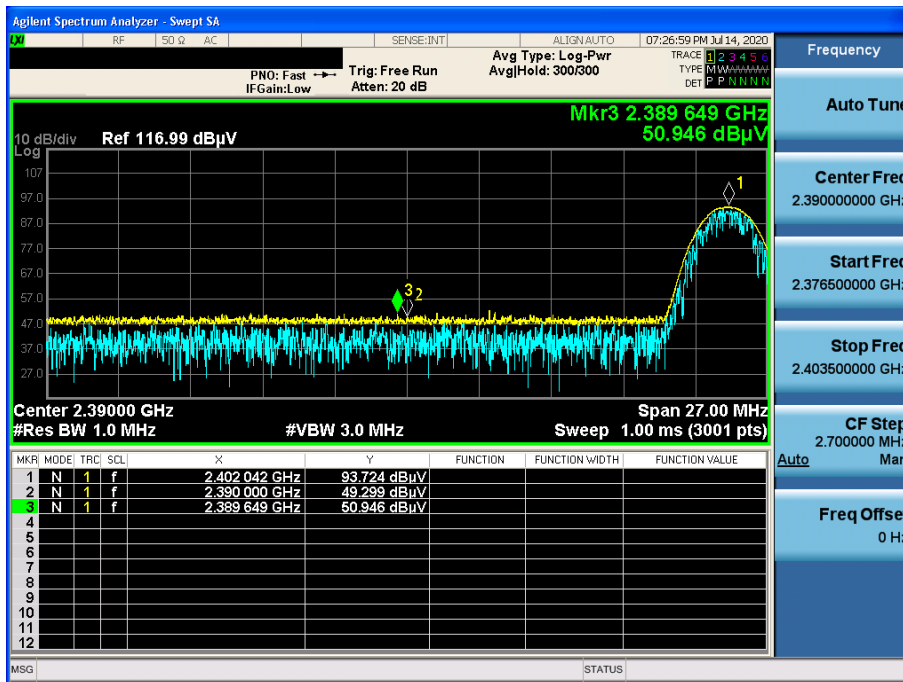 Agilent Spectrum Analyzer - Swept SA
LXI RF 50 Ω AC SENSE:INT ALIGN AUTO 07:26:59 PM Jul 14, 2020
PNO: Fast Trig: Free Run Avg Type: Log-Pwr TRACE 1 2 3 4 5 6
IFGain:Low Atten: 20 dB Avg|Hold: 300/300 TYPE M WWWWW
DET P P N N N N
Mkr3 2.389 649 GHz
50.946 dBµV
10 dB/div Ref 116.99 dBµV
Log
107
97.0
87.0
77.0
67.0
57.0
47.0
37.0
27.0
1
3 2
Center 2.39000 GHz Span 27.00 MHz
#Res BW 1.0 MHz #VBW 3.0 MHz Sweep 1.00 ms (3001 pts)
MKR MODE TRC SCL X Y FUNCTION FUNCTION WIDTH FUNCTION VALUE
1 N 1 f 2.402 042 GHz 93.724 dBµV
2 N 1 f 2.390 000 GHz 49.299 dBµV
3 N 1 f 2.389 649 GHz 50.946 dBµV
4
5
6
7
8
9
10
11
12
MSG STATUS
Frequency
Auto Tune
Center Freq
2.390000000 GHz
Start Freq
2.376500000 GHz
Stop Freq
2.403500000 GHz
CF Step
2.700000 MHz
Auto Man
Freq Offset
0 Hz